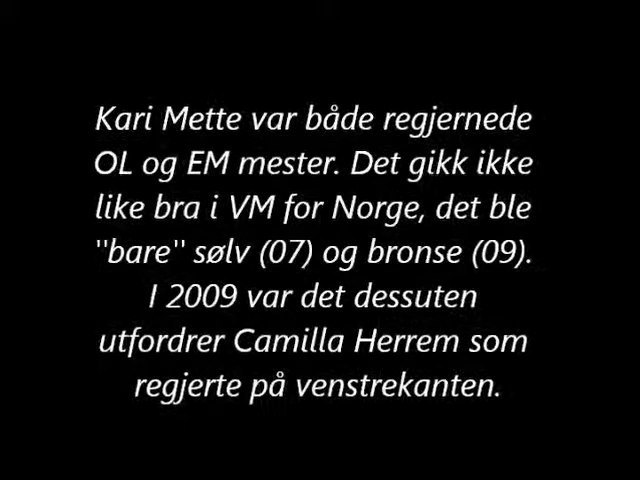 Kari Mette var både regjernede
OL og EM mester. Det gikk ikke
like bra i VM for Norge, det ble
"bare" sølv (07) og bronse (09).
I 2009 var det dessuten
utfordrer Camilla Herrem som
regjerte på venstrekanten.